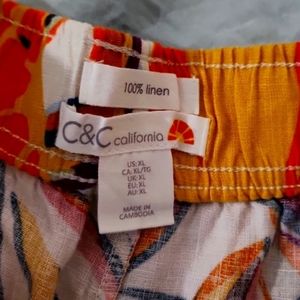 100% linen
C&C california
US: XL
CA: XL/TG
UK: XL
EU: XL
AU: XL
MADE IN
CAMBODIA